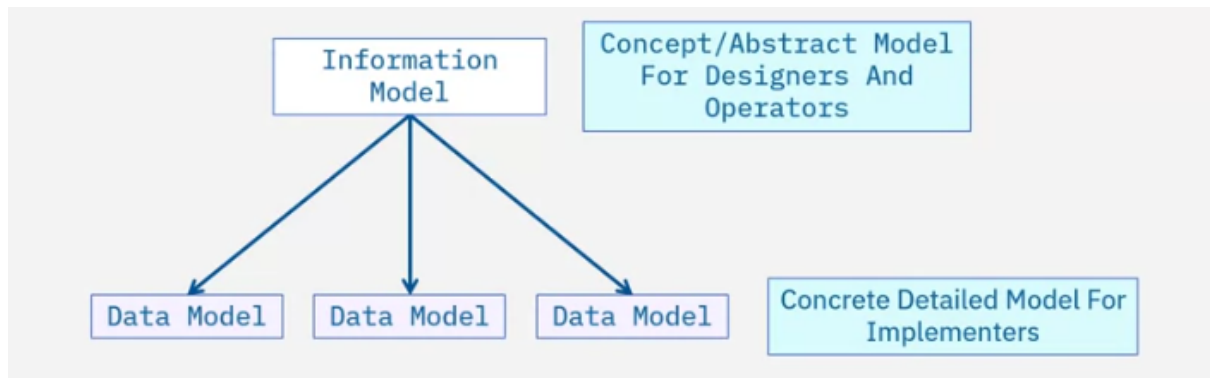 Information
Model
Concept/Abstract Model
For Designers And
Operators
Data Model
Data Model
Data Model
Concrete Detailed Model For
Implementers